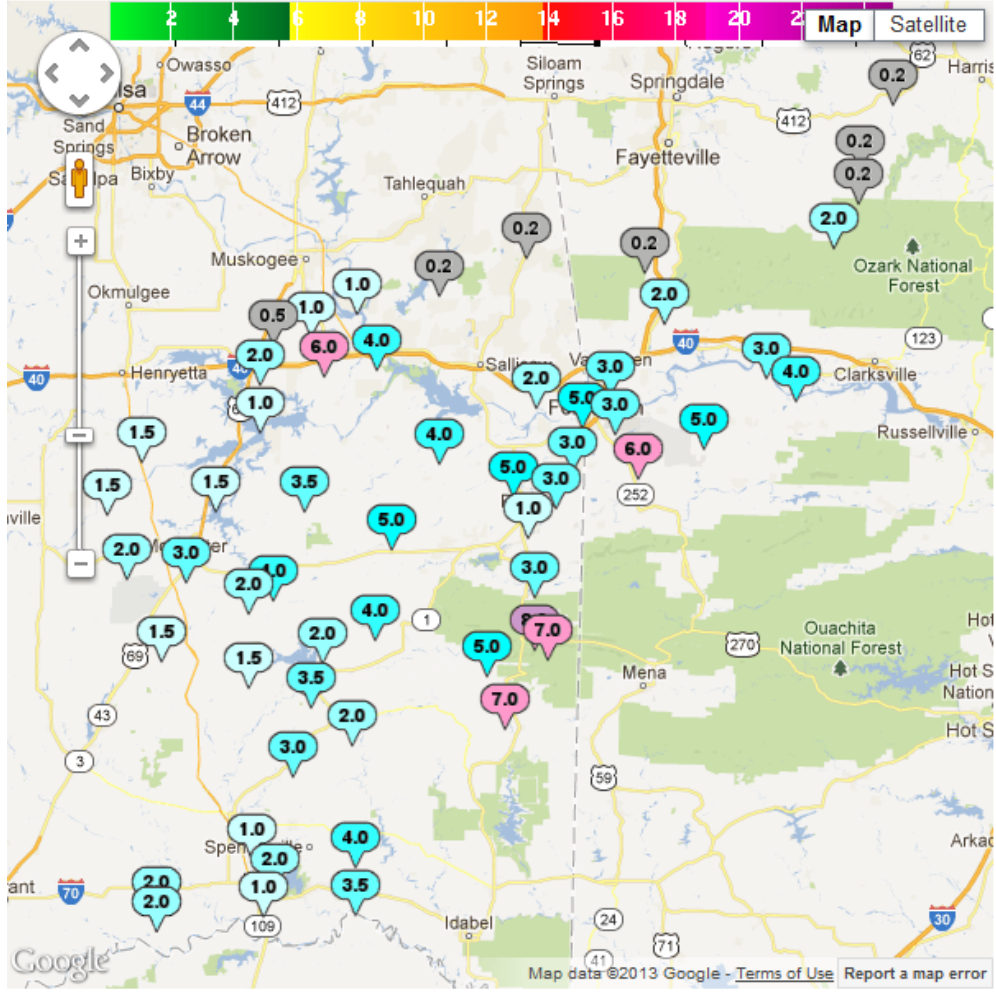 2 4 6 8 10 12 14 16 18 20
Map Satellite
62
Owasso
Siloam
Springs
Springdale
Harris
0.2
lsa
44
412
412
Sand
Springs
Broken
Arrow
Fayetteville
0.2
0.2
Bixby
Tahlequah
2.0
0.2
0.2
Muskogee
0.2
Ozark National
Forest
Okmulgee
1.0
2.0
0.5
1.0
123
40
2.0
6.0
4.0
3.0
40
Henryetta
3.0
4.0
Clarksville
2.0
1.0
5.0
3.0
5.0
Russellville
1.5
4.0
3.0
6.0
1.5
1.5
3.5
5.0
3.0
252
1.0
ville
5.0
2.0
3.0
3.0
2.0
4.0
1
1.5
2.0
7.0
270
Ouachita
National Forest
69
1.5
5.0
Mena
Hot S
Nation
3.5
7.0
43
2.0
Hot S
3
3.0
59
1.0
4.0
Arkac
2.0
2.0
ant
70
2.0
1.0
3.5
109
Idabel
24
30
71
41
Google
Map data ©2013 Google - Terms of Use Report a map error